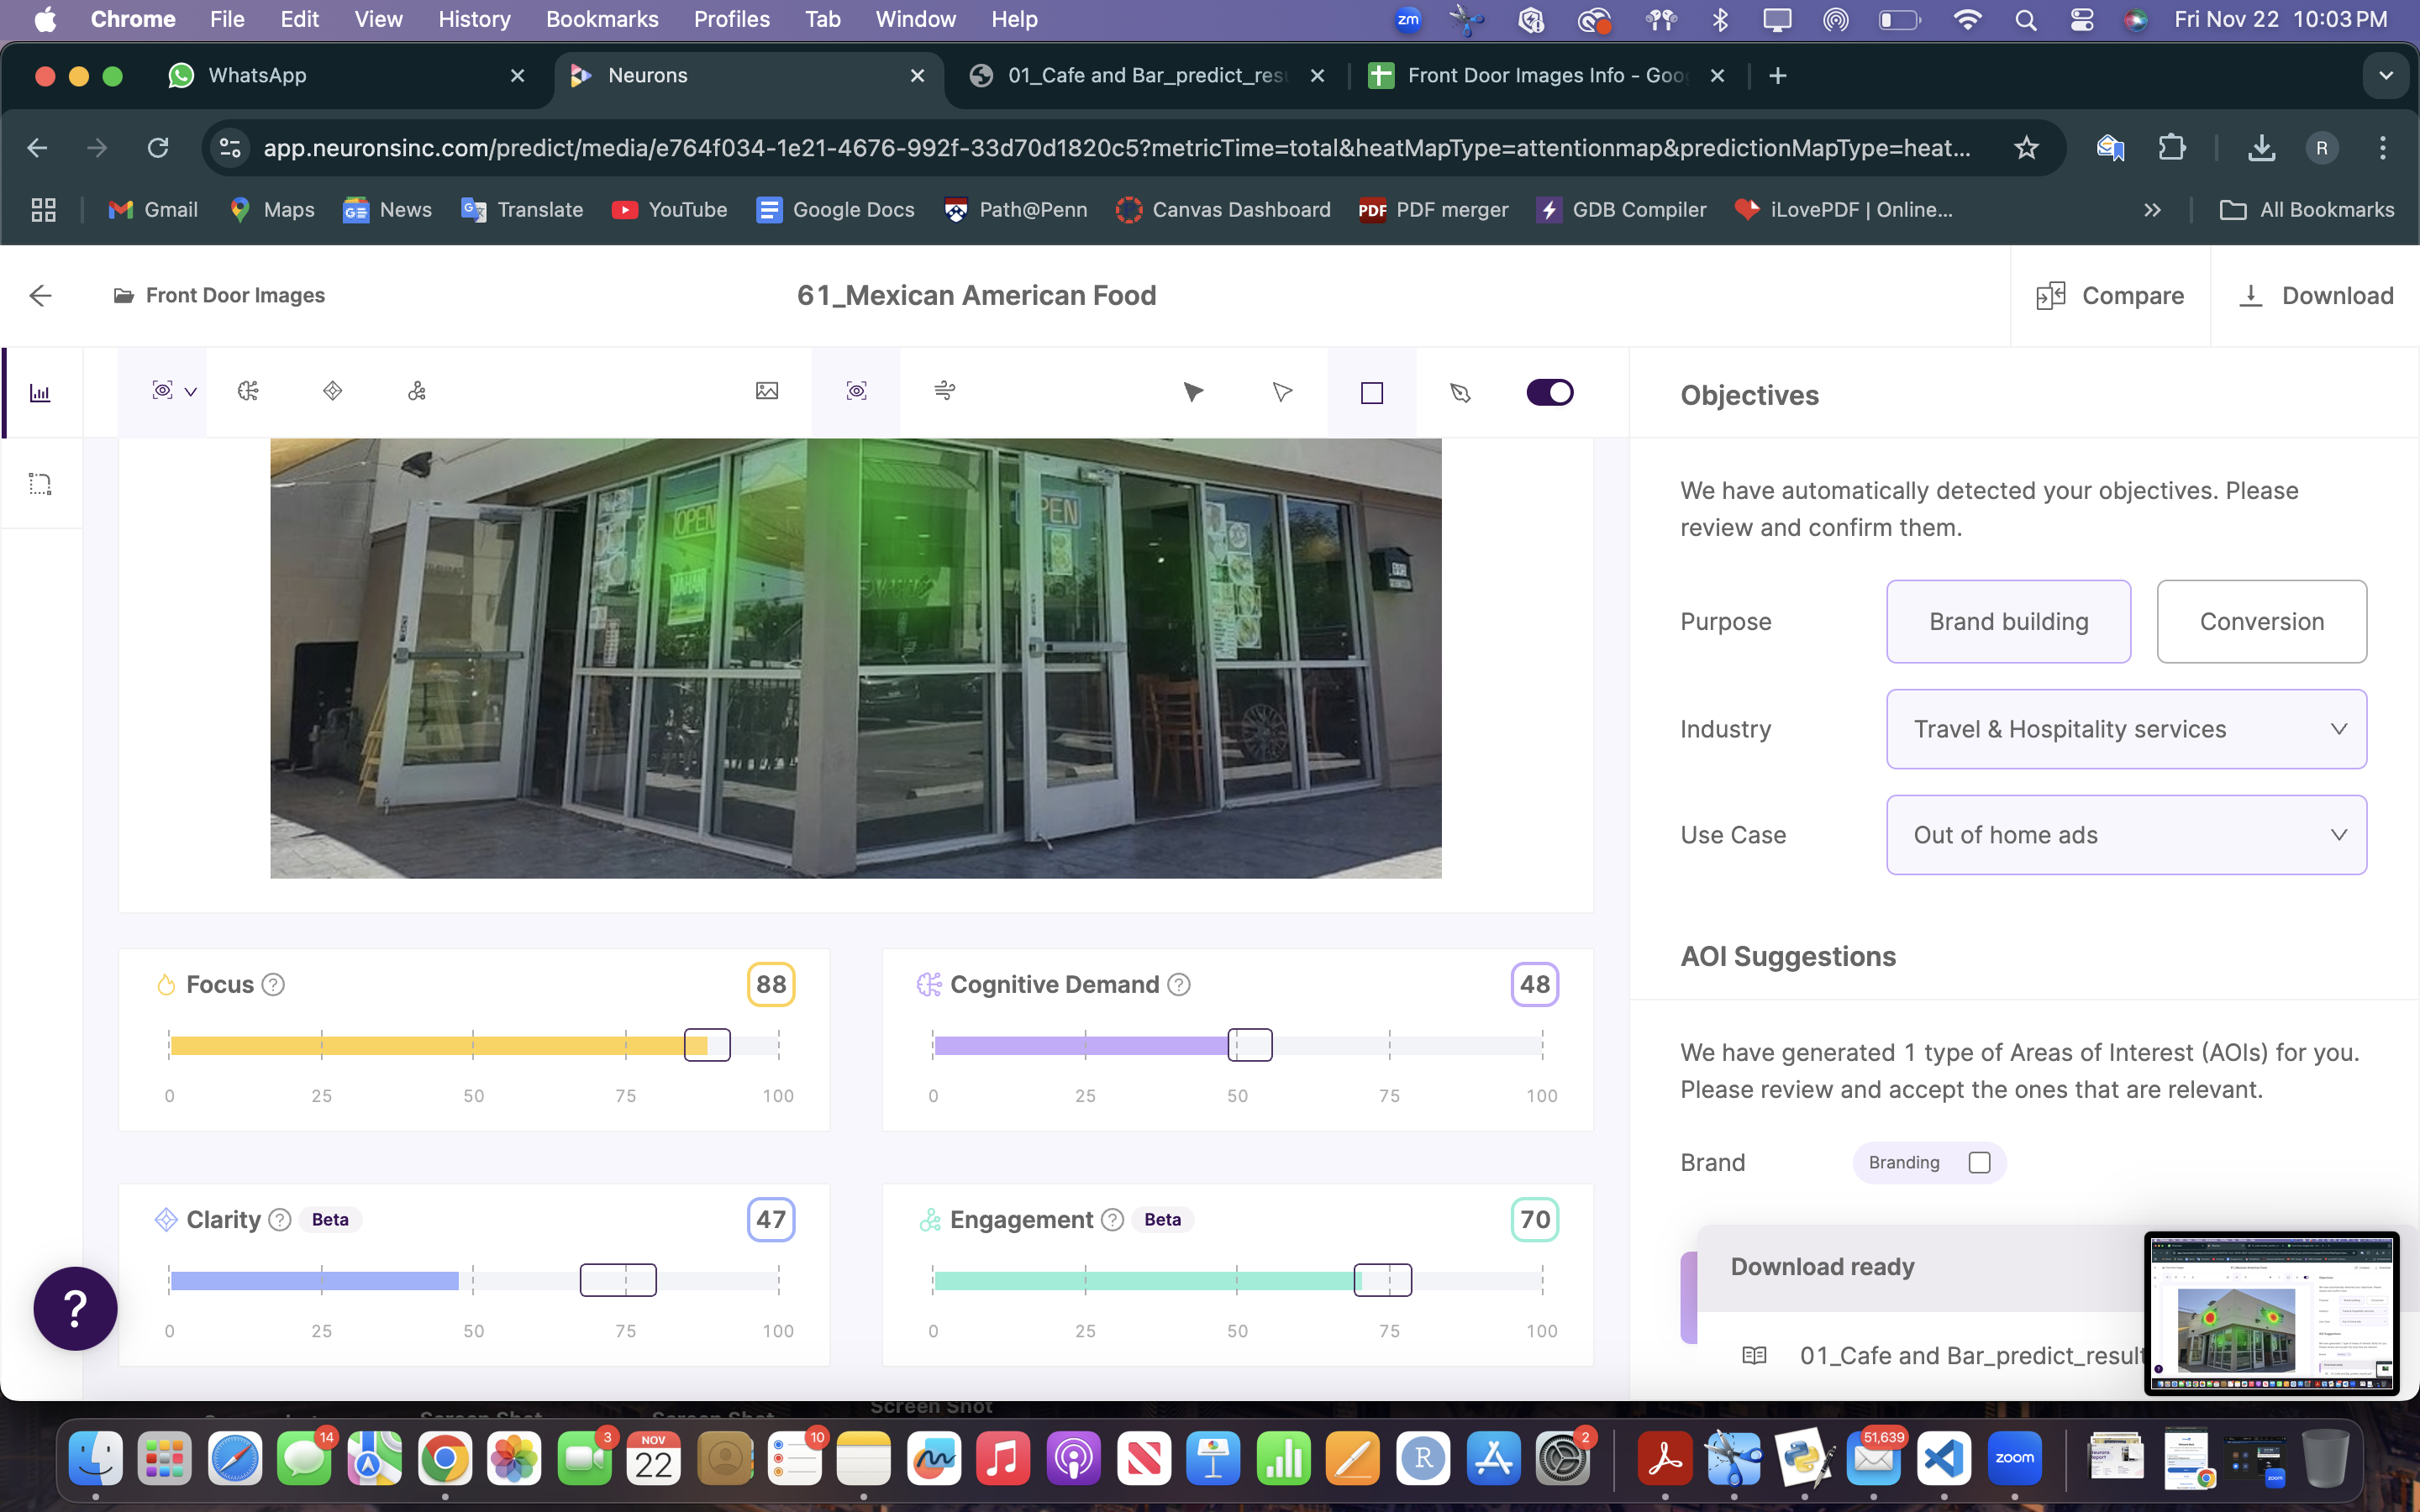 Chrome File Edit View History Bookmarks Profiles Tab Window Help zm Fri Nov 22 10:03 PM
WhatsApp Neurons 01_Cafe and Bar_predict_resu Front Door Images Info - Goo
app.neuronsinc.com/predict/media/e764f034-1e21-4676-992f-33d70d1820c5?metricTime=total&heatMapType=attentionmap&predictionMapType=heat... R
Gmail Maps News Translate YouTube Google Docs Path@Penn Canvas Dashboard PDF PDF merger GDB Compiler iLovePDF | Online... All Bookmarks
Front Door Images 61_Mexican American Food Compare Download
Objectives
We have automatically detected your objectives. Please
review and confirm them.
OPEN
PEN
Purpose Brand building Conversion
Industry Travel & Hospitality services
Use Case Out of home ads
AOI Suggestions
We have generated 1 type of Areas of Interest (AOIs) for you.
Please review and accept the ones that are relevant.
Brand Branding
Focus ? 88
0 25 50 75 100
Cognitive Demand ? 48
0 25 50 75 100
Clarity ? Beta 47
0 25 50 75 100
Engagement ? Beta 70
0 25 50 75 100
?
Download ready
01_Cafe and Bar_predict_result
Screen Shot
14 3 NOV 22 10 2 51,639 zoom